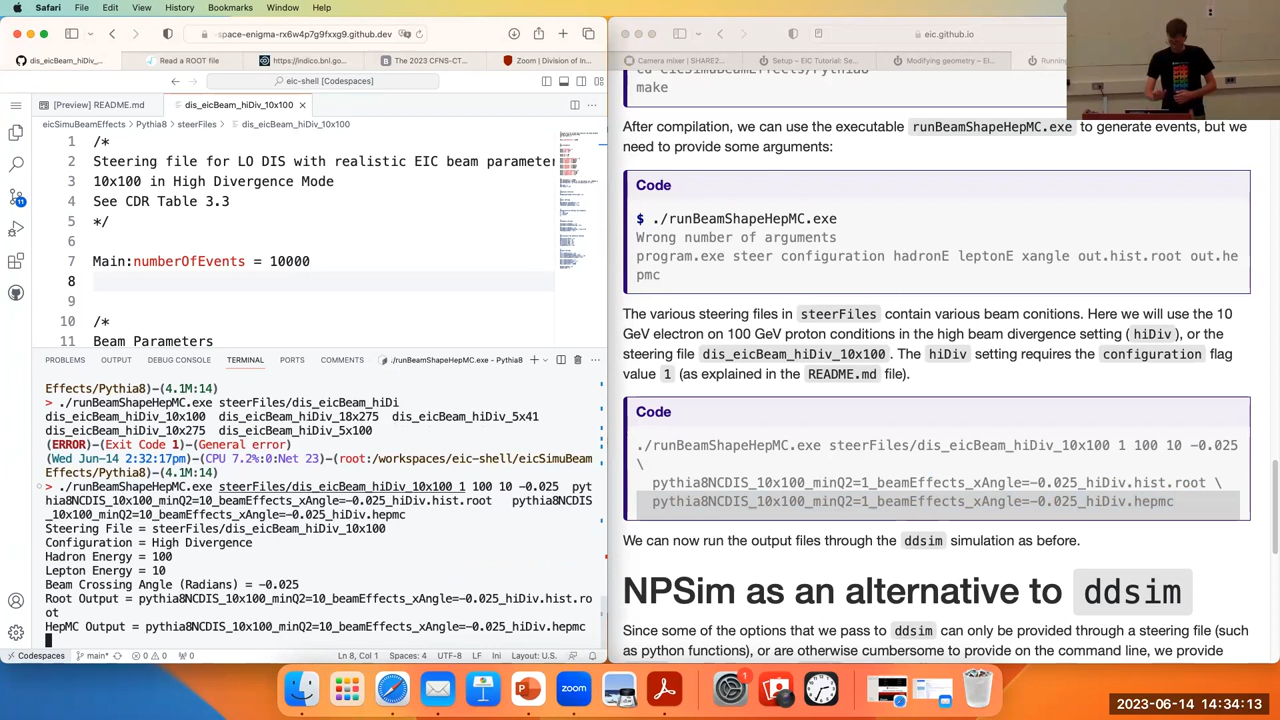 Safari File Edit View History Bookmarks Window Help
-space-enigma-rx6w4p7g9fxxg9.github.dev
dis_eicBeam_hiDiv_...
Read a ROOT file
https://indico.bnl.go...
The 2023 CFNS-CT...
Zoom | Division of In...
eic-shell [Codespaces]
[Preview] README.md
dis_eicBeam_hiDiv_10x100
eicSimuBeamEffects > Pythia8 > steerFiles > dis_eicBeam_hiDiv_10x100
1 /*
2 Steering file for LO DIS with realistic EIC beam parameter
3 10x100 in High Divergence Mode
4 See CDR Table 3.3
5 */
6
7 Main:numberOfEvents = 10000
8
9
10 /*
11 Beam Parameters
PROBLEMS OUTPUT DEBUG CONSOLE TERMINAL PORTS COMMENTS ./runBeamShapeHepMC.exe - Pythia8
Effects/Pythia8)-(4.1M:14)
> ./runBeamShapeHepMC.exe steerFiles/dis_eicBeam_hiDi
dis_eicBeam_hiDiv_10x100 dis_eicBeam_hiDiv_18x275 dis_eicBeam_hiDiv_5x41
dis_eicBeam_hiDiv_10x275 dis_eicBeam_hiDiv_5x100
(ERROR)-(Exit Code 1)-(General error)
(Wed Jun-14 2:32:17pm)-(CPU 7.2%:0:Net 23)-(root:/workspaces/eic-shell/eicSimuBeam
Effects/Pythia8)-(4.1M:14)
> ./runBeamShapeHepMC.exe steerFiles/dis_eicBeam_hiDiv_10x100 1 100 10 -0.025 pyt
hia8NCDIS_10x100_minQ2=10_beamEffects_xAngle=-0.025_hiDiv.hist.root pythia8NCDIS
_10x100_minQ2=10_beamEffects_xAngle=-0.025_hiDiv.hepmc
Steering File = steerFiles/dis_eicBeam_hiDiv_10x100
Configuration = High Divergence
Hadron Energy = 100
Lepton Energy = 10
Beam Crossing Angle (Radians) = -0.025
Root Output = pythia8NCDIS_10x100_minQ2=10_beamEffects_xAngle=-0.025_hiDiv.hist.ro
ot
HepMC Output = pythia8NCDIS_10x100_minQ2=10_beamEffects_xAngle=-0.025_hiDiv.hepmc
Codespaces main* 0 0 0 Ln 8, Col 1 Spaces: 4 UTF-8 LF Layout: U.S.
eic.github.io
Camera mixer | SHARE2...
Setup – EIC Tutorial: Se...
Modifying geometry – EI...
cd eicSimuBeamEffects/Pythia8
make
After compilation, we can use the executable runBeamShapeHepMC.exe to generate events, but we
need to provide some arguments:
Code
$ ./runBeamShapeHepMC.exe
Wrong number of arguments
program.exe steer configuration hadronE leptonE xangle out.hist.root out.he
pmc
The various steering files in steerFiles contain various beam conitions. Here we will use the 10
GeV electron on 100 GeV proton conditions in the high beam divergence setting (hiDiv), or the
steering file dis_eicBeam_hiDiv_10x100. The hiDiv setting requires the configuration flag
value 1 (as explained in the README.md file).
Code
./runBeamShapeHepMC.exe steerFiles/dis_eicBeam_hiDiv_10x100 1 100 10 -0.025
\
pythia8NCDIS_10x100_minQ2=1_beamEffects_xAngle=-0.025_hiDiv.hist.root \
pythia8NCDIS_10x100_minQ2=1_beamEffects_xAngle=-0.025_hiDiv.hepmc
We can now run the output files through the ddsim simulation as before.
NPSim as an alternative to ddsim
Since some of the options that we pass to ddsim can only be provided through a steering file (such
as python functions), or are otherwise cumbersome to provide on the command line, we provide
zoom
1
2023-06-14 14:34:13